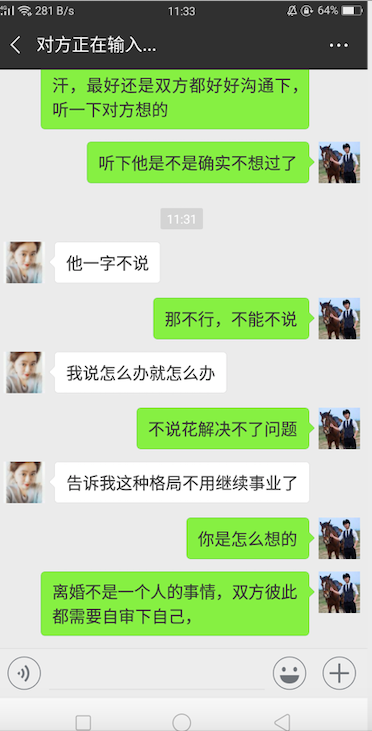 281 B/S
11:33
64%
对方正在输入...
汗，最好还是双方都好好沟通下，
听一下对方想的
听下他是不是确实不想过了
11:31
他一字不说
那不行，不能不说
我说怎么办就怎么办
不说花解决不了问题
告诉我这种格局不用继续事业了
你是怎么想的
离婚不是一个人的事情，双方彼此
都需要自审下自己，